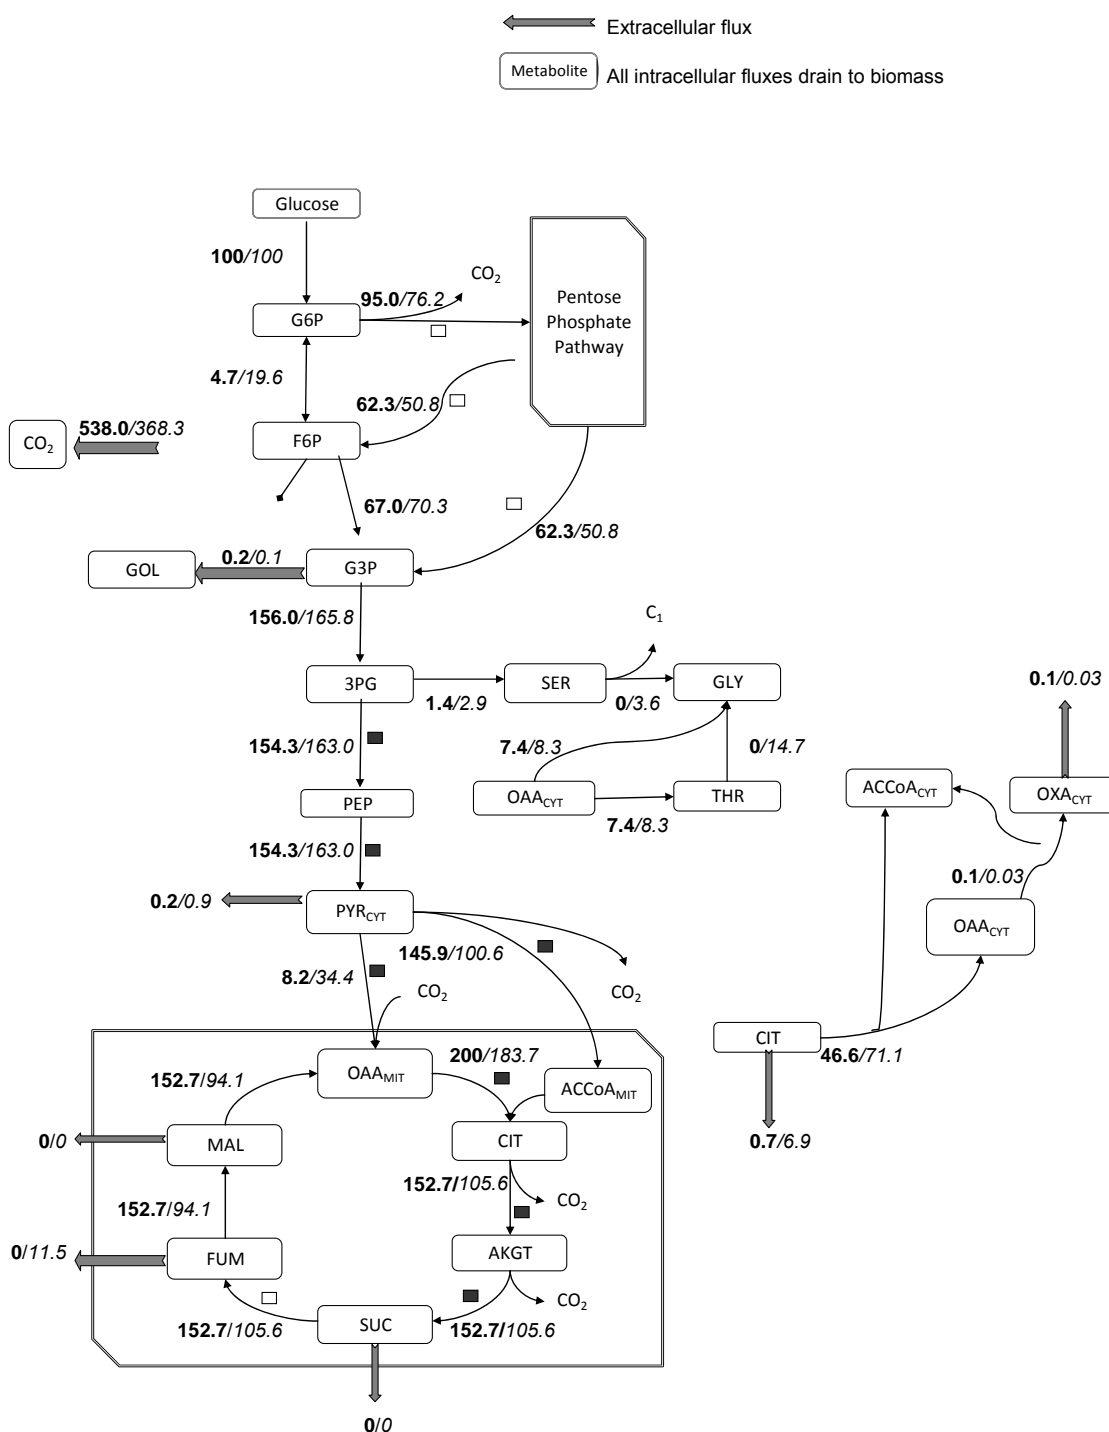 Extracellular flux
Metabolite
All intracellular fluxes drain to biomass
Glucose
100/100
CO2
95.0/76.2
G6P
Pentose
Phosphate
Pathway
4.7/19.6
62.3/50.8
538.0/368.3
CO2
F6P
67.0/70.3
62.3/50.8
0.2/0.1
GOL
G3P
156.0/165.8
C1
3PG
SER
GLY
1.4/2.9
0/3.6
0.1/0.03
154.3/163.0
7.4/8.3
0/14.7
PEP
OAACYT
THR
ACCoACYT
OXACYT
7.4/8.3
154.3/163.0
0.1/0.03
0.2/0.9
PYRCYT
OAACYT
145.9/100.6
8.2/34.4
CO2
CO2
CIT
46.6/71.1
200/183.7
OAAMIT
152.7/94.1
ACCoAMIT
0/0
MAL
CIT
0.7/6.9
152.7/105.6
CO2
152.7/94.1
0/11.5
FUM
AKGT
CO2
SUC
152.7/105.6
152.7/105.6
0/0